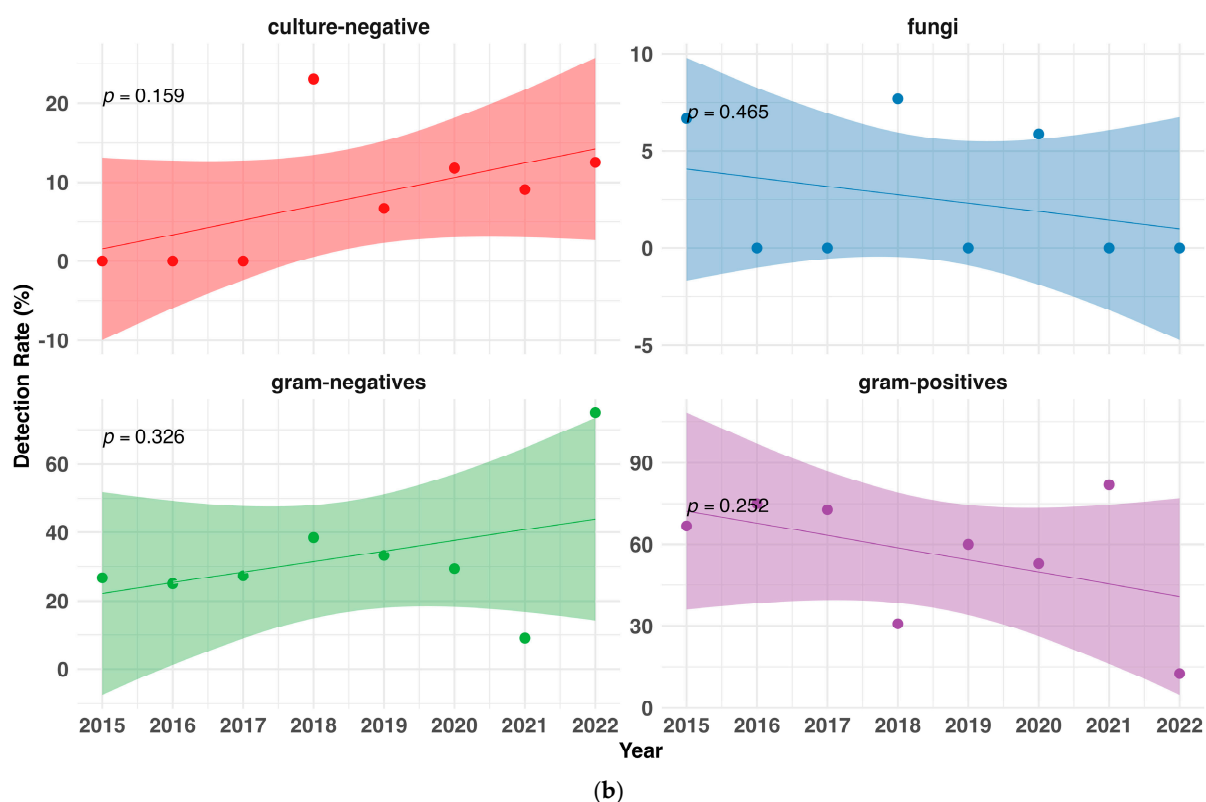 culture-negative
fungi
p = 0.159
p = 0.465
20
10
0
-10
10
5
0
-5
gram-negatives
gram-positives
p = 0.326
p = 0.252
60
40
20
0
90
60
30
0
Detection Rate (%)
2015 2016 2017 2018 2019 2020 2021 2022
2015 2016 2017 2018 2019 2020 2021 2022
Year
(b)